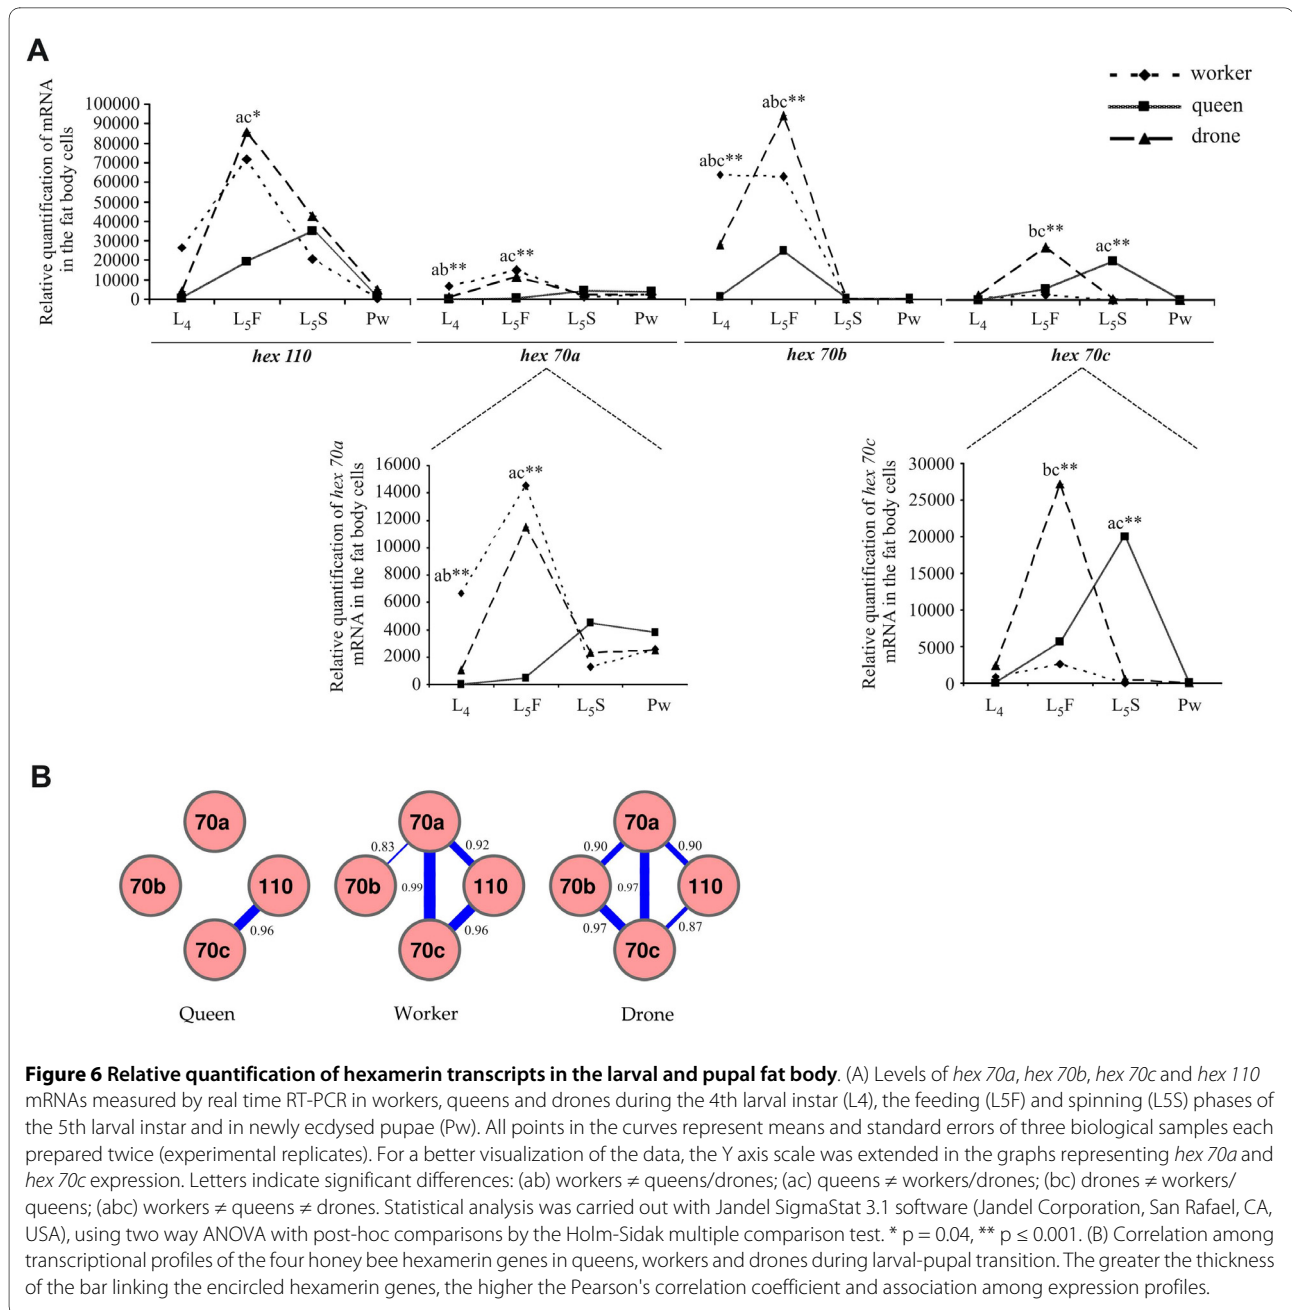 A
worker
queen
drone
Relative quantification of mRNA
in the fat body cells
100000
90000
80000
70000
60000
50000
40000
30000
20000
10000
0
ac*
ab**
ac**
abc**
abc**
bc**
ac**
L4 L5F L5S Pw L4 L5F L5S Pw L4 L5F L5S Pw L4 L5F L5S Pw
hex 110 hex 70a hex 70b hex 70c
Relative quantification of hex 70a
mRNA in the fat body cells
16000
14000
12000
10000
8000
6000
4000
2000
0
ab**
ac**
L4 L5F L5S Pw
Relative quantification of hex 70c
mRNA in the fat body cells
30000
25000
20000
15000
10000
5000
0
bc**
ac**
L4 L5F L5S Pw
B
70a
70b
110
70c
0.96
Queen
70a
0.83
0.92
70b
0.99
110
0.96
70c
Worker
70a
0.90
0.90
70b
0.97
110
0.97
0.87
70c
Drone
Figure 6 Relative quantification of hexamerin transcripts in the larval and pupal fat body. (A) Levels of hex 70a, hex 70b, hex 70c and hex 110
mRNAs measured by real time RT-PCR in workers, queens and drones during the 4th larval instar (L4), the feeding (L5F) and spinning (L5S) phases of
the 5th larval instar and in newly ecdysed pupae (Pw). All points in the curves represent means and standard errors of three biological samples each
prepared twice (experimental replicates). For a better visualization of the data, the Y axis scale was extended in the graphs representing hex 70a and
hex 70c expression. Letters indicate significant differences: (ab) workers ≠ queens/drones; (ac) queens ≠ workers/drones; (bc) drones ≠ workers/
queens; (abc) workers ≠ queens ≠ drones. Statistical analysis was carried out with Jandel SigmaStat 3.1 software (Jandel Corporation, San Rafael, CA,
USA), using two way ANOVA with post-hoc comparisons by the Holm-Sidak multiple comparison test. * p = 0.04, ** p ≤ 0.001. (B) Correlation among
transcriptional profiles of the four honey bee hexamerin genes in queens, workers and drones during larval-pupal transition. The greater the thickness
of the bar linking the encircled hexamerin genes, the higher the Pearson's correlation coefficient and association among expression profiles.